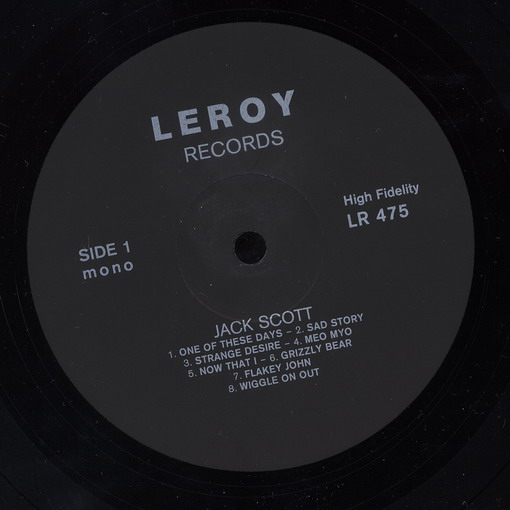 LEROY
RECORDS
High Fidelity
LR 475
SIDE 1
mono
JACK SCOTT
1. ONE OF THESE DAYS – 2. SAD STORY
3. STRANGE DESIRE – 4. MEO MYO
5. NOW THAT I – 6. GRIZZLY BEAR
7. FLAKEY JOHN
8. WIGGLE ON OUT